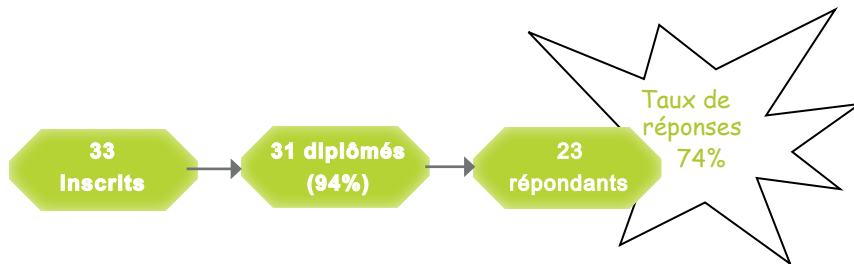 33
inscrits
31 diplômés
(94%)
23
répondants
Taux de
réponses
74%